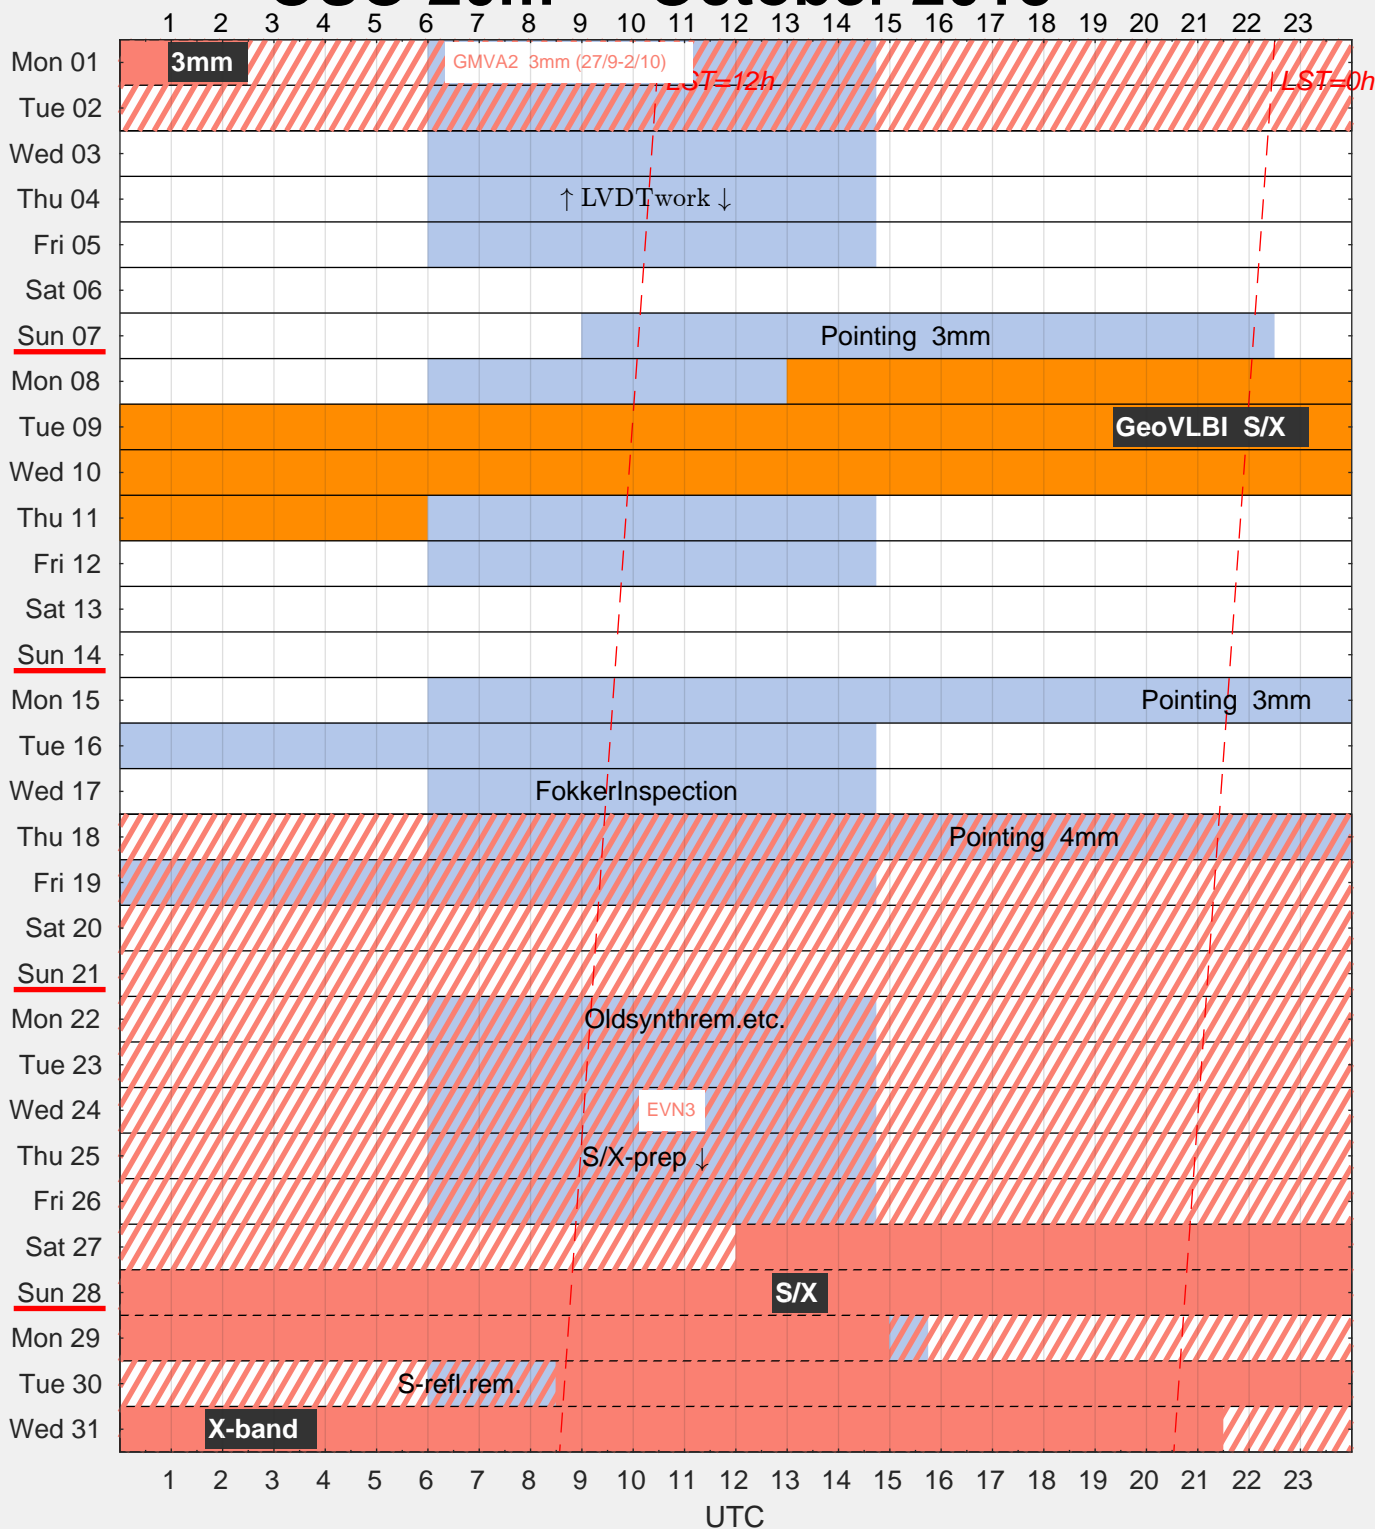 1 2 3 4 5 6 7 8 9 10 11 12 13 14 15 16 17 18 19 20 21 22 23
Mon 01 3mm GMVA2 3mm (27/9-2/10)
LST=12h LST=0h
Tue 02
Wed 03
Thu 04 ↑ LVDTwork ↓
Fri 05
Sat 06
Sun 07 Pointing 3mm
Mon 08
Tue 09 GeoVLBI S/X
Wed 10
Thu 11
Fri 12
Sat 13
Sun 14
Mon 15 Pointing 3mm
Tue 16
Wed 17 FokkerInspection
Thu 18 Pointing 4mm
Fri 19
Sat 20
Sun 21
Mon 22 Oldsynthrem.etc.
Tue 23
Wed 24 EVN3
Thu 25 S/X-prep ↓
Fri 26
Sat 27
Sun 28 S/X
Mon 29
Tue 30 S-refl.rem.
Wed 31 X-band
1 2 3 4 5 6 7 8 9 10 11 12 13 14 15 16 17 18 19 20 21 22 23
UTC